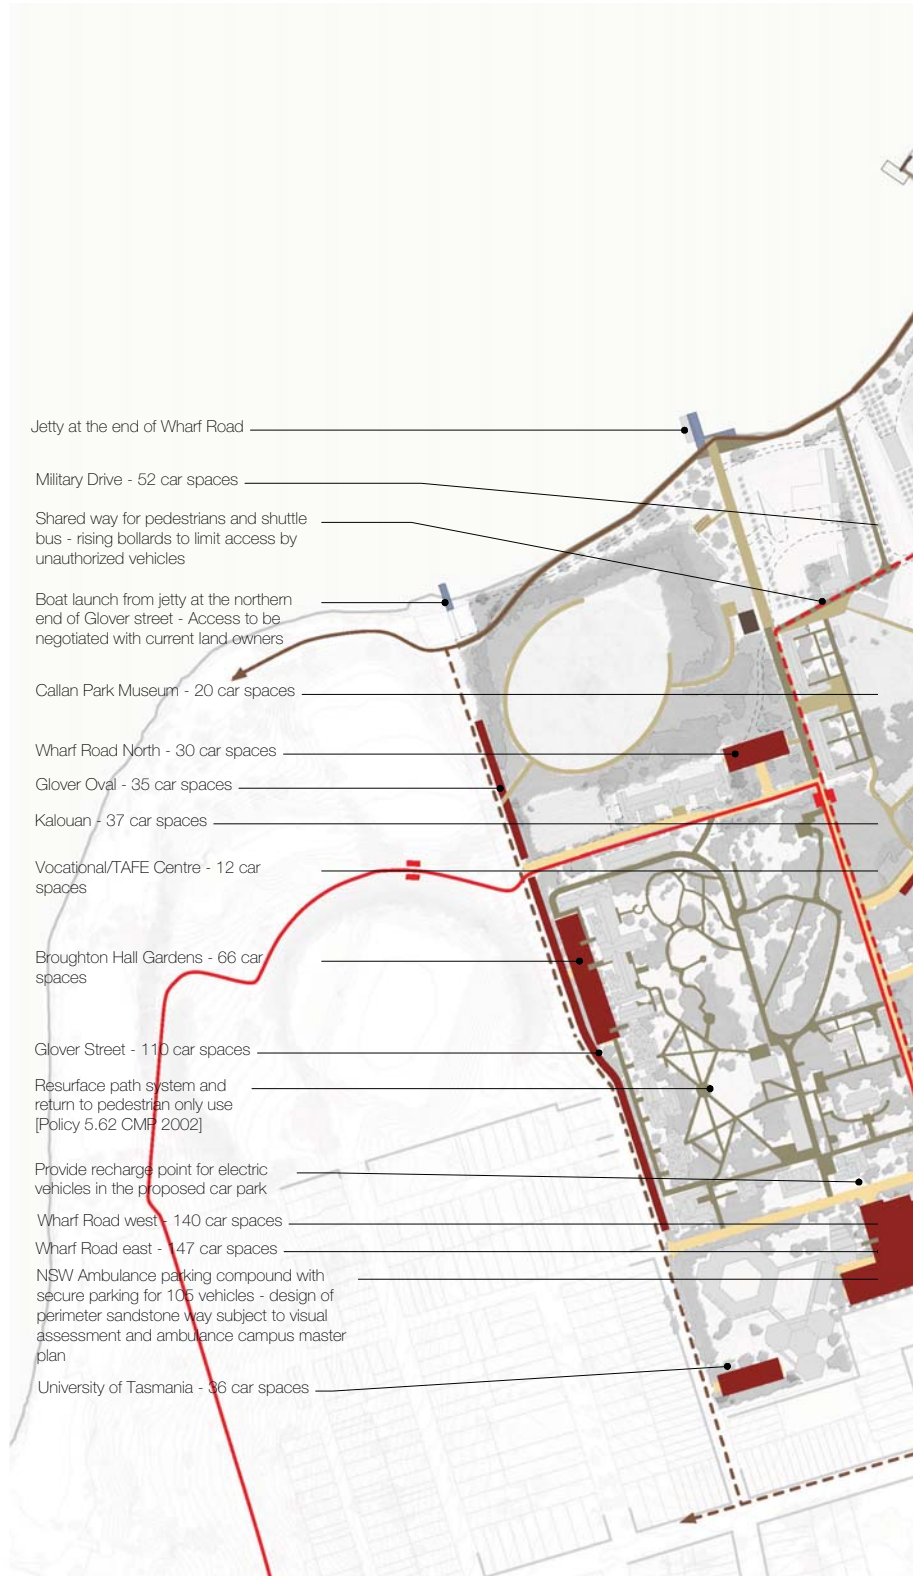 Jetty at the end of Wharf Road
Military Drive - 52 car spaces
Shared way for pedestrians and shuttle
bus - rising bollards to limit access by
unauthorized vehicles
Boat launch from jetty at the northern
end of Glover street - Access to be
negotiated with current land owners
Callan Park Museum - 20 car spaces
Wharf Road North - 30 car spaces
Glover Oval - 35 car spaces
Kalouan - 37 car spaces
Vocational/TAFE Centre - 12 car
spaces
Broughton Hall Gardens - 66 car
spaces
Glover Street - 110 car spaces
Resurface path system and
return to pedestrian only use
[Policy 5.62 CMP 2002]
Provide recharge point for electric
vehicles in the proposed car park
Wharf Road west - 140 car spaces
Wharf Road east - 147 car spaces
NSW Ambulance parking compound with
secure parking for 105 vehicles - design of
perimeter sandstone way subject to visual
assessment and ambulance campus master
plan
University of Tasmania - 36 car spaces